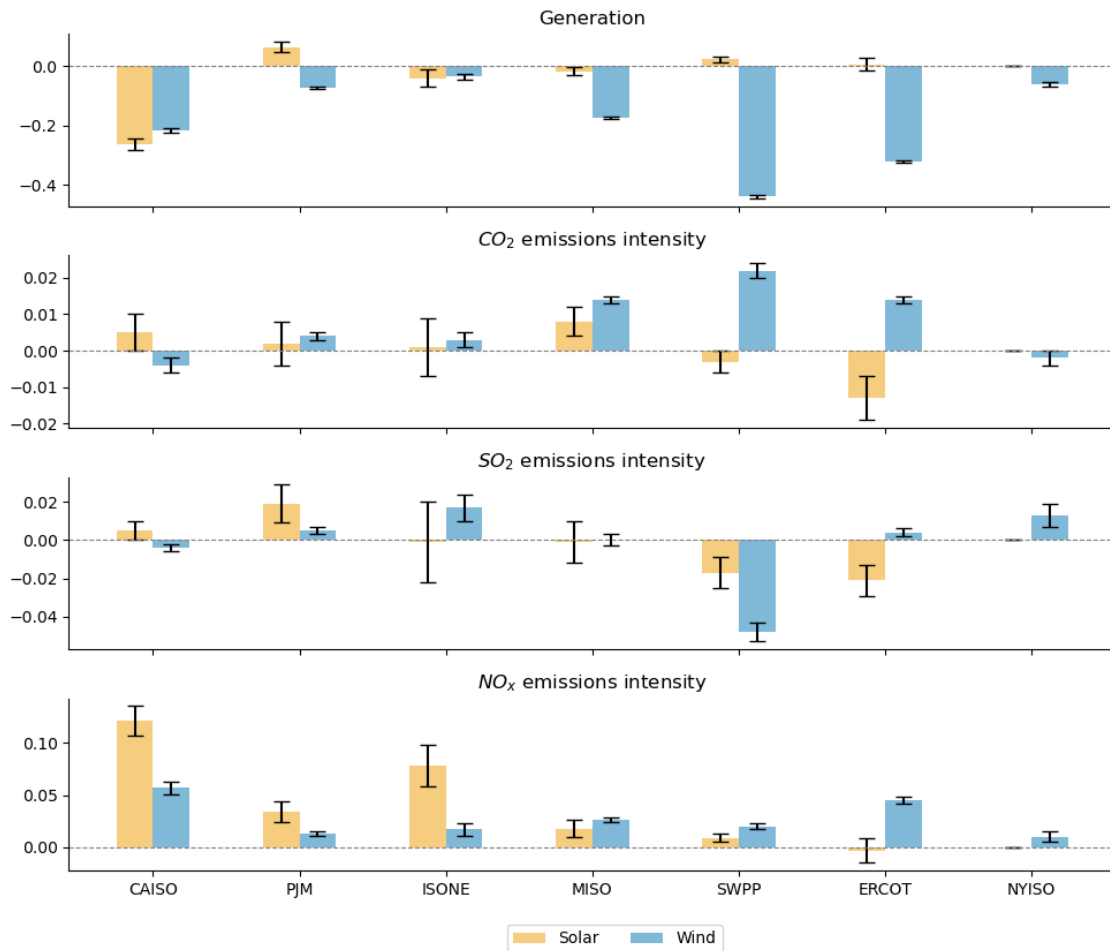 Generation
0.0
−0.2
−0.4
CO₂ emissions intensity
0.02
0.01
0.00
−0.01
−0.02
SO₂ emissions intensity
0.02
0.00
−0.02
−0.04
NOₓ emissions intensity
0.10
0.05
0.00
CAISO PJM ISONE MISO SWPP ERCOT NYISO
Solar Wind